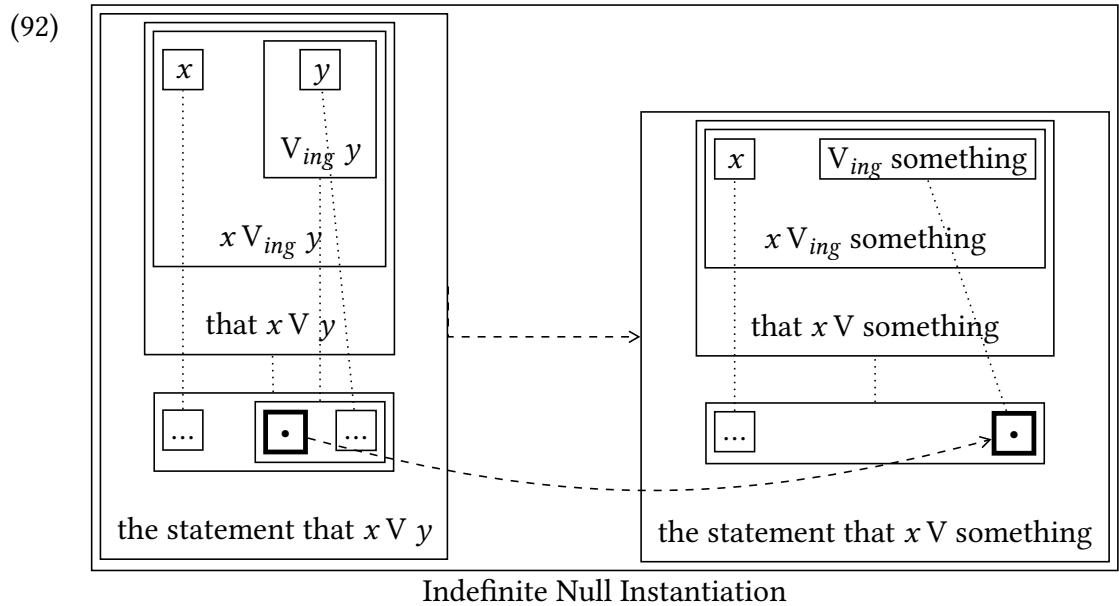 (92)
x
y
V_ing y
x V_ing y
that x V y
...
•
...
the statement that x V y
x
V_ing something
x V_ing something
that x V something
...
•
the statement that x V something
Indefinite Null Instantiation